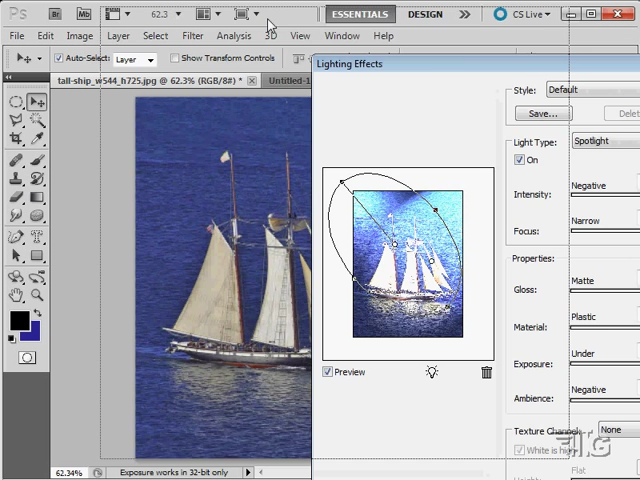 Ps Br Mb 62.3 ESSENTIALS DESIGN CS Live
File Edit Image Layer Select Filter Analysis 3D View Window Help
Auto-Select: Layer Show Transform Controls
tall-ship_w544_h725.jpg @ 62.3% (RGB/8#) * Untitled-1
Lighting Effects
Style: Default
Save...
Delet
Light Type: Spotlight
On
Negative
Intensity:
Narrow
Focus:
Properties:
Matte
Gloss:
Plastic
Material:
Under
Exposure:
Negative
Ambience:
Preview
Texture Channel: None
White is high
Flat
Height:
62.34% Exposure works in 32-bit only